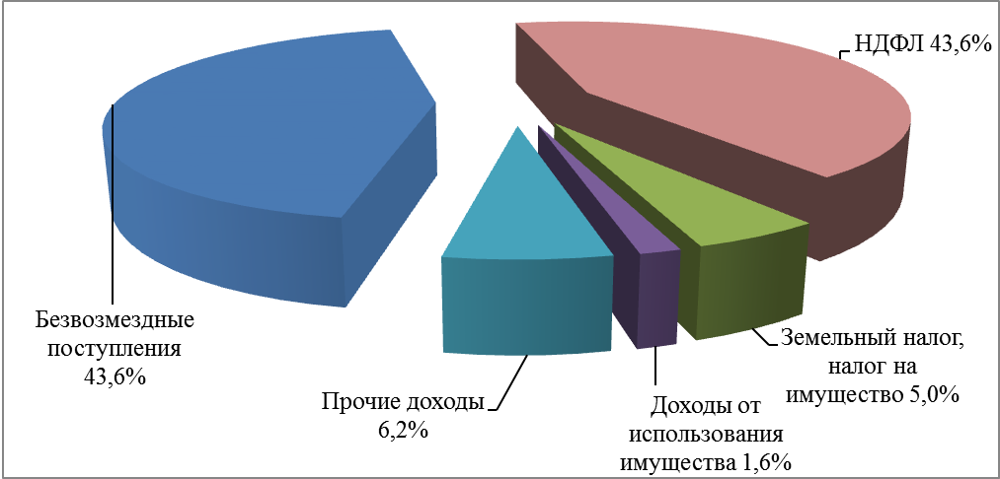 НДФЛ 43,6%
Безвозмездные
поступления
43,6%
Прочие доходы
6,2%
Доходы от
использования
имущества 1,6%
Земельный налог,
налог на
имущество 5,0%